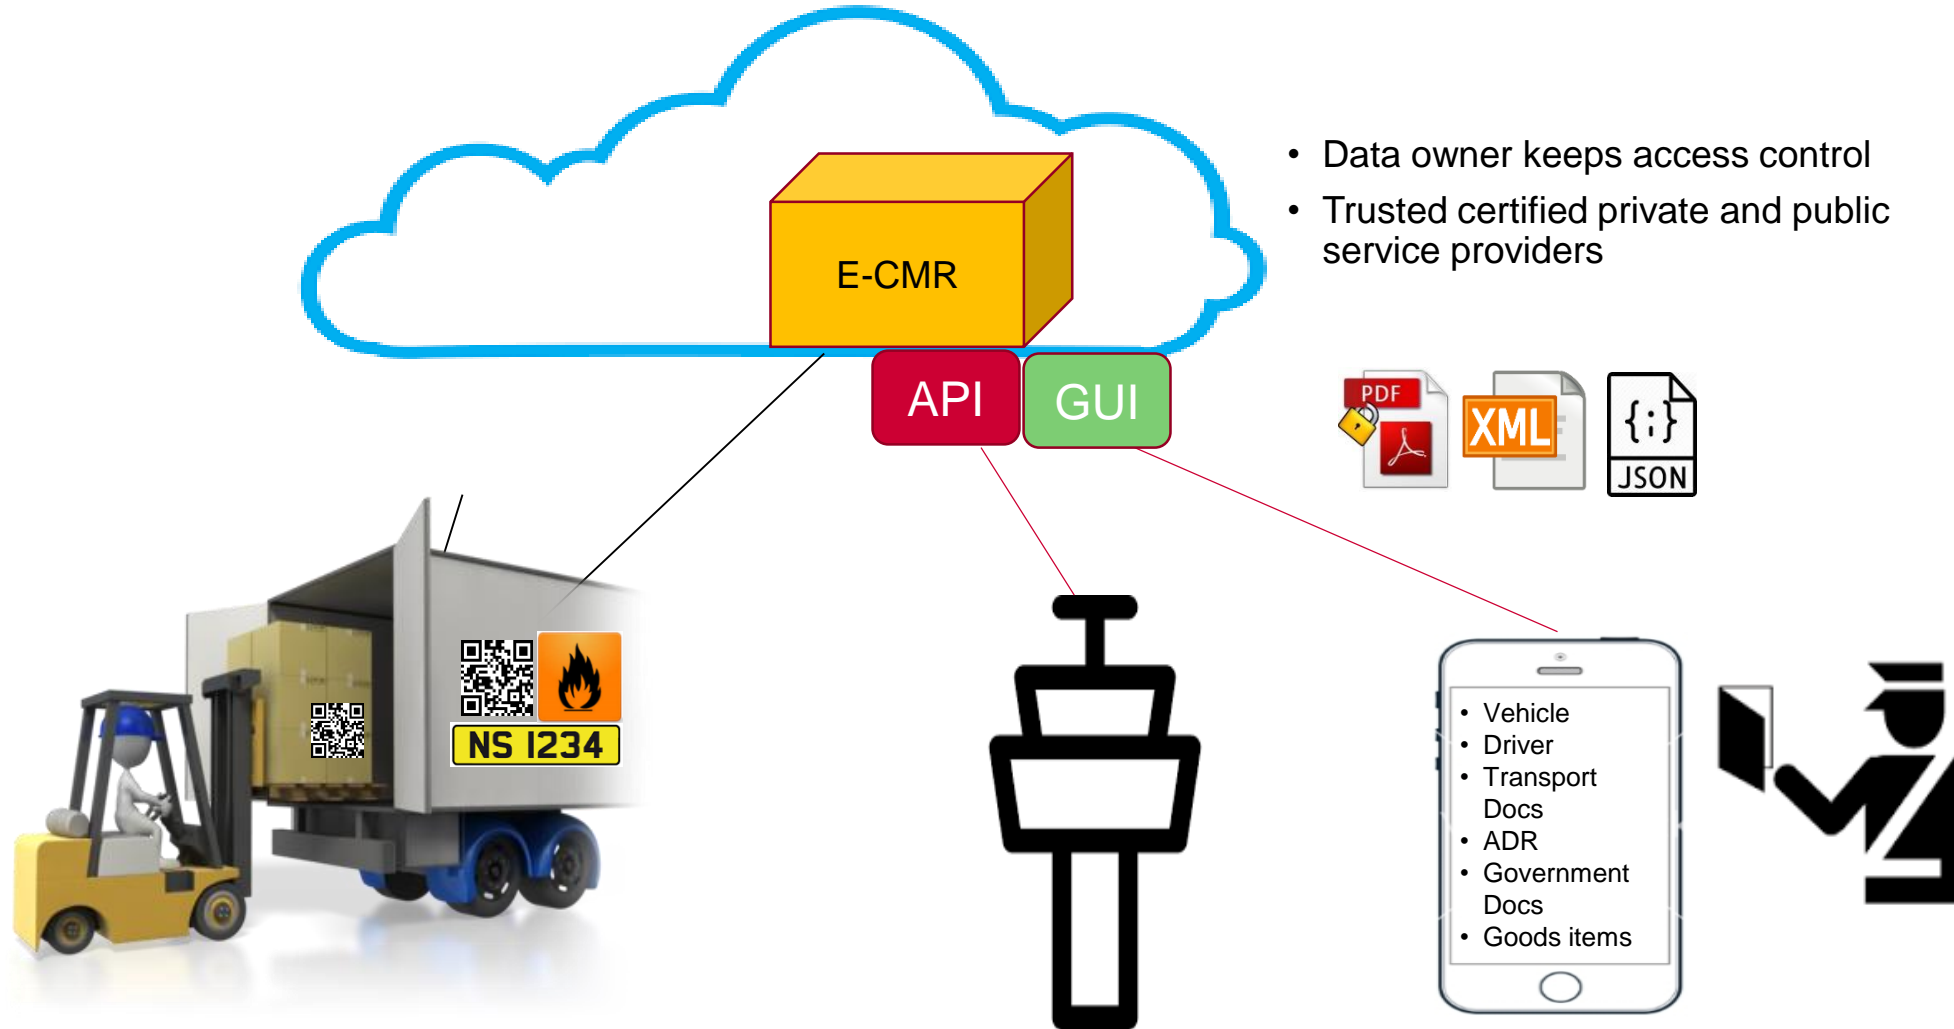 • Data owner keeps access control
• Trusted certified private and public
service providers
E-CMR
API
GUI
PDF
XML
{;}
JSON
NS 1234
• Vehicle
• Driver
• Transport
Docs
• ADR
• Government
Docs
• Goods items